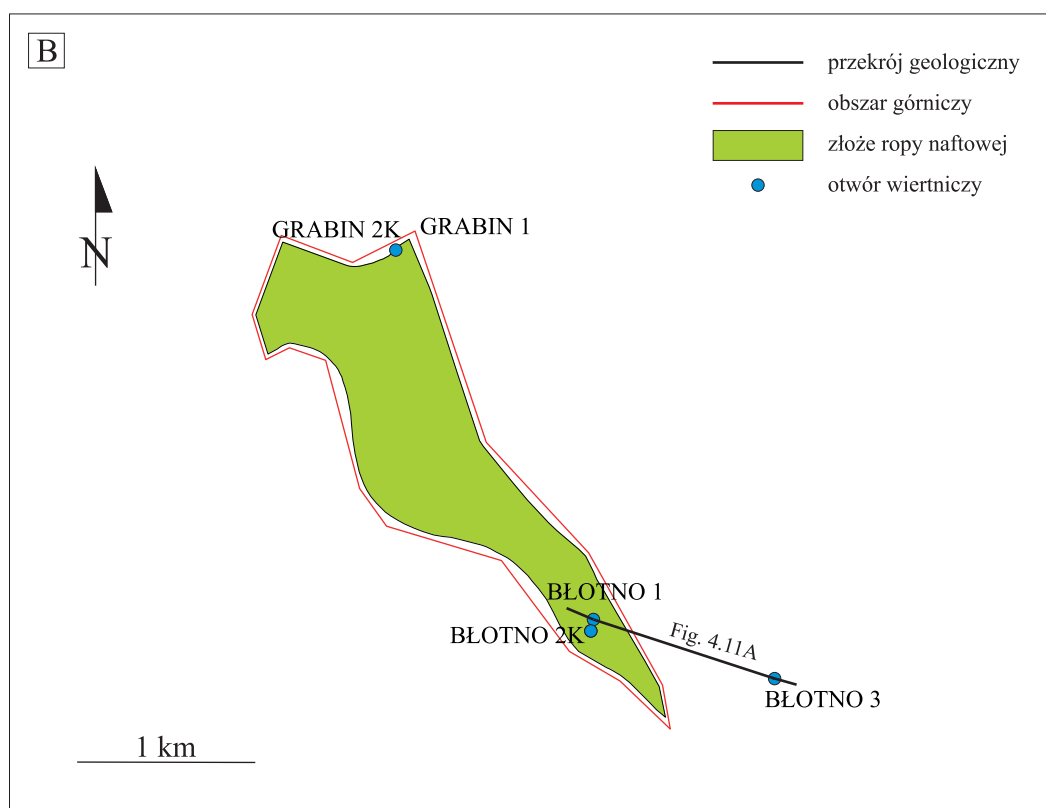 B
przekrój geologiczny
obszar górniczy
złoże ropy naftowej
otwór wiertniczy
N
GRABIN 2K
GRABIN 1
BŁOTNO 1
BŁOTNO 2K
Fig. 4.11A
BŁOTNO 3
1 km